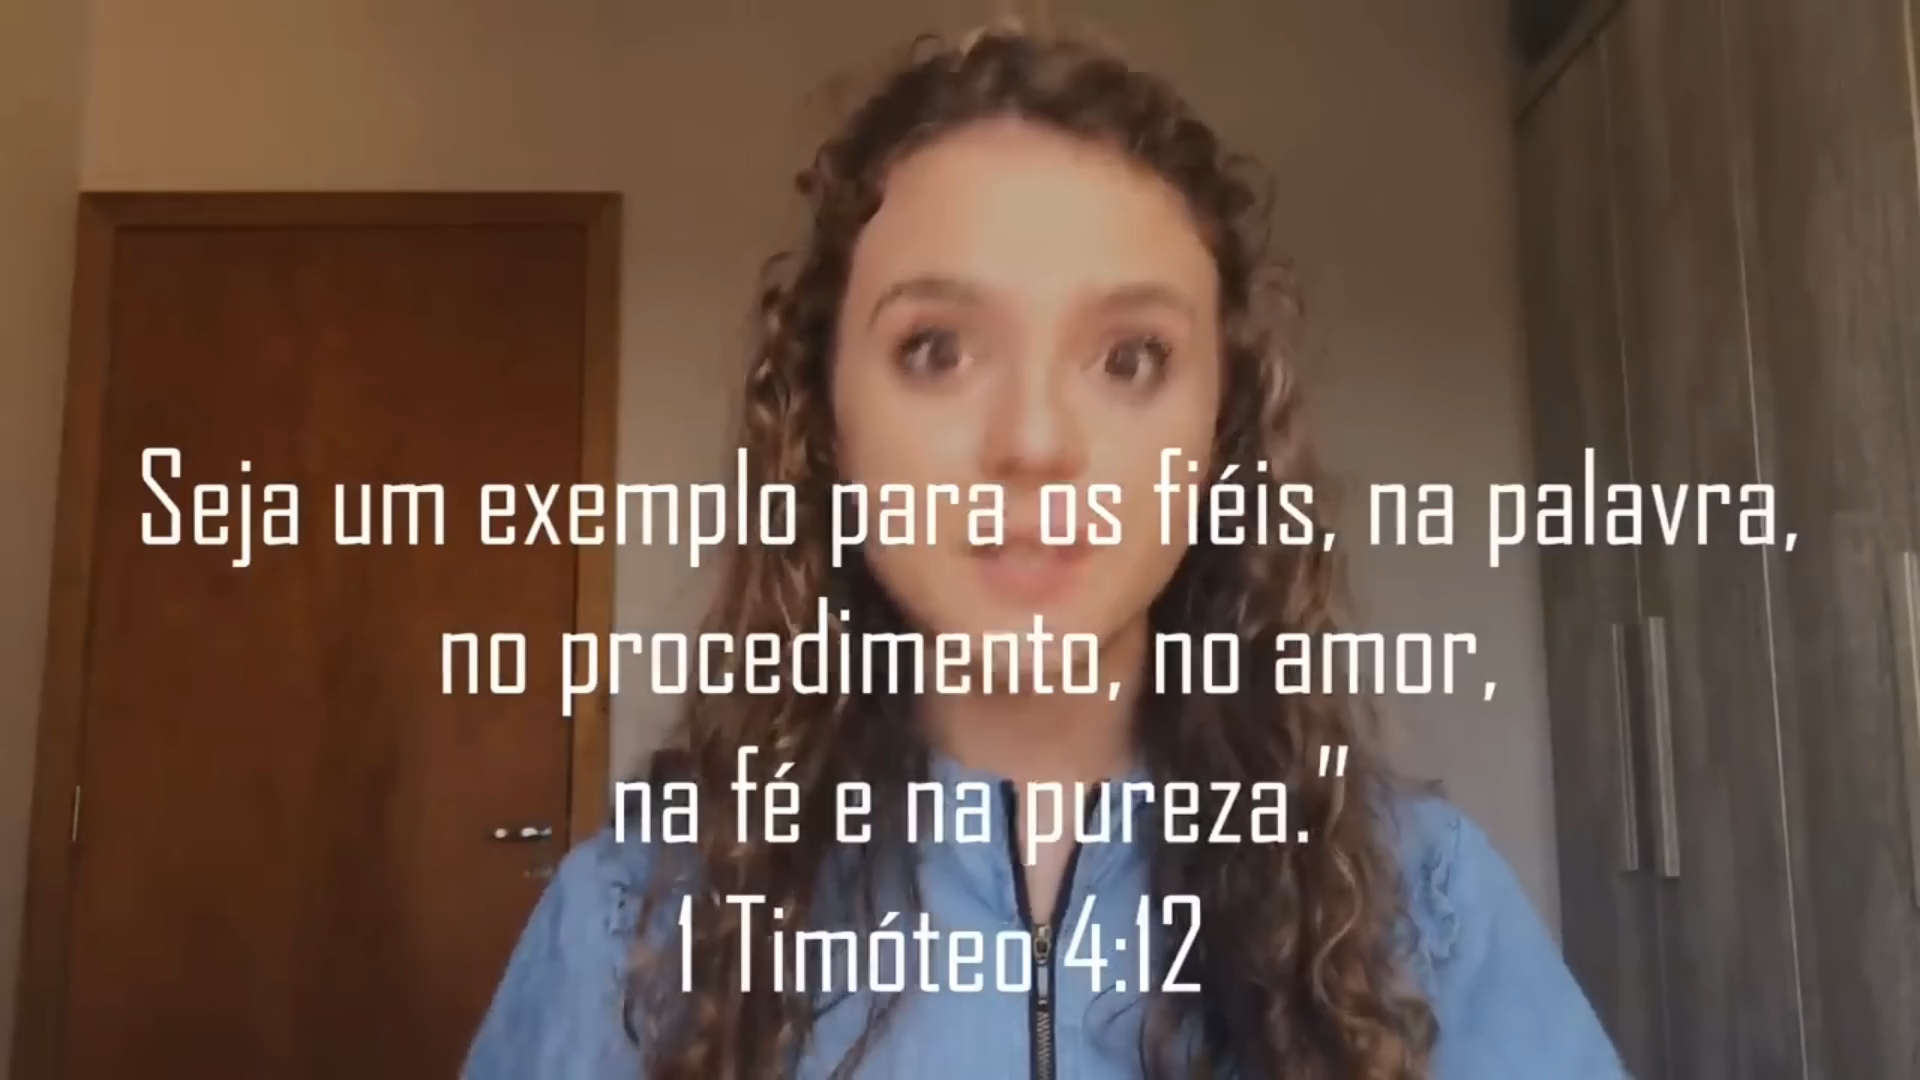 Seja um exemplo para os fiéis, na palavra,
no procedimento, no amor,
na fé e na pureza.”
1 Timóteo 4:12